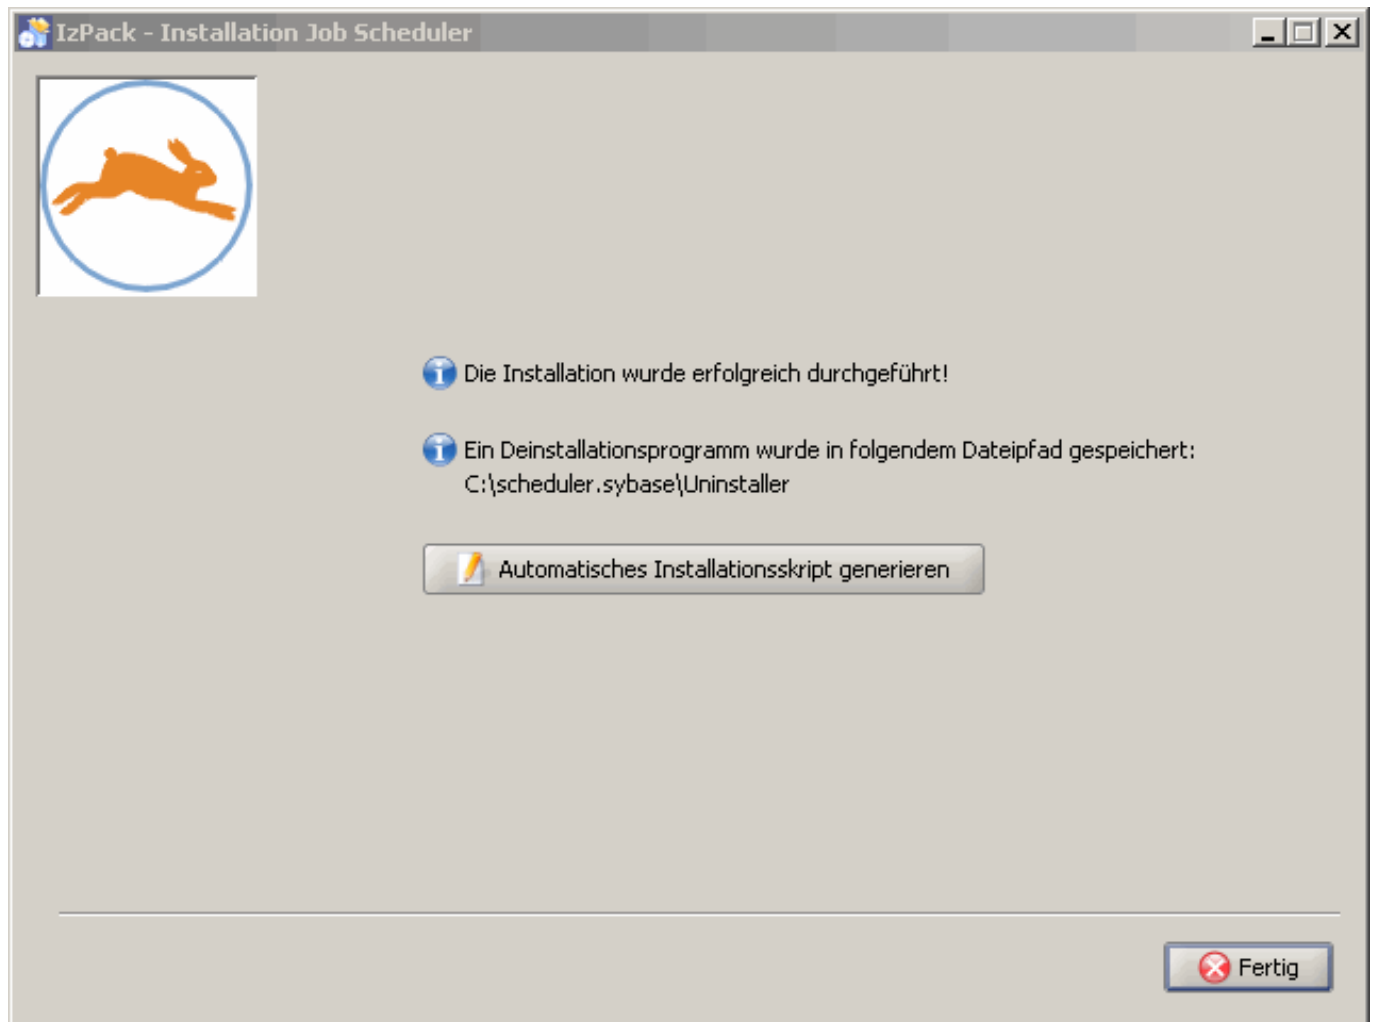 IzPack - Installation Job Scheduler
Die Installation wurde erfolgreich durchgeführt!
Ein Deinstallationsprogramm wurde in folgendem Dateipfad gespeichert:
C:\scheduler.sybase\Uninstaller
Automatisches Installationsskript generieren
Fertig